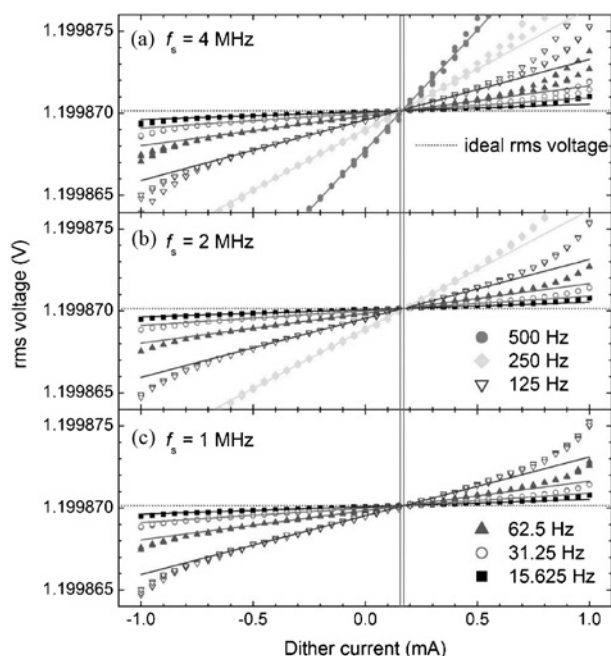 1.199875
(a) fs = 4 MHz
1.199870
ideal rms voltage
1.199865
rms voltage (V)
1.199875
(b) fs = 2 MHz
1.199870
500 Hz
250 Hz
1.199865
125 Hz
1.199875
(c) fs = 1 MHz
1.199870
62.5 Hz
31.25 Hz
1.199865
15.625 Hz
-1.0 -0.5 0.0 0.5 1.0
Dither current (mA)